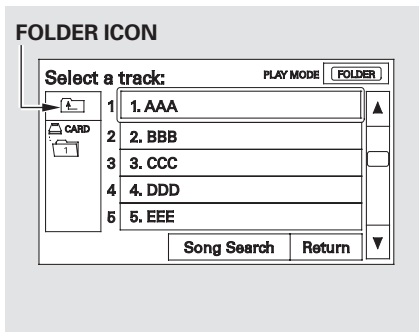 FOLDER ICON
Select a track: PLAY MODE FOLDER
1 1. AAA
CARD
1
2 2. BBB
3 3. CCC
4 4. DDD
5 5. EEE
Song Search Return